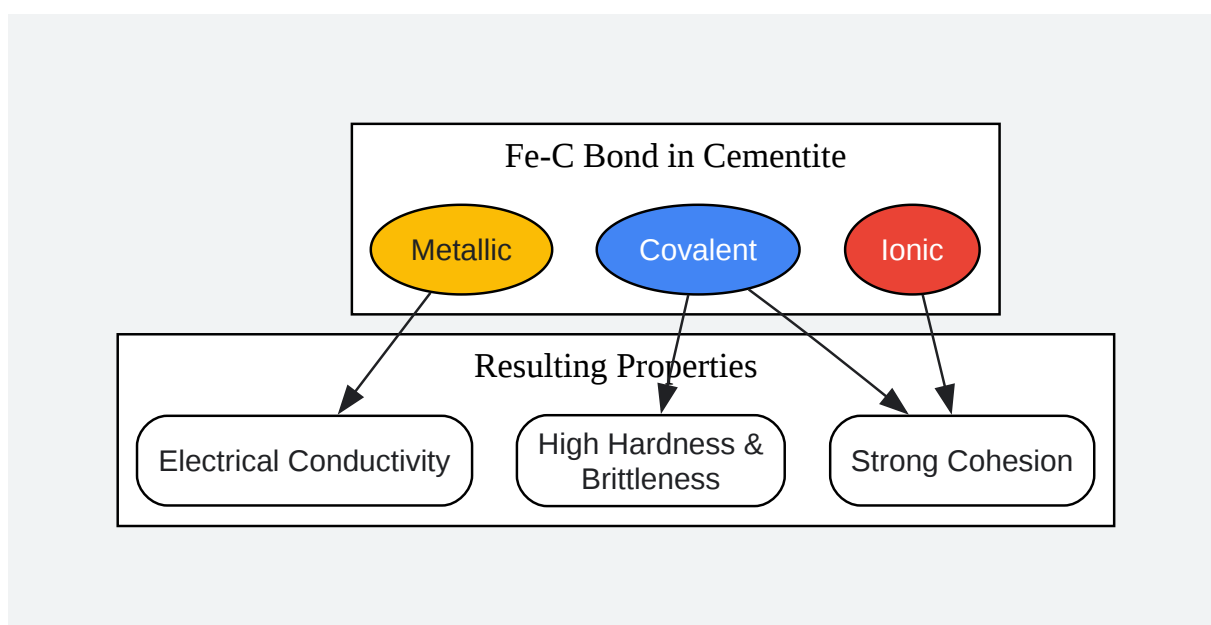 Fe-C Bond in Cementite
Metallic
Covalent
Ionic
Resulting Properties
Electrical Conductivity
High Hardness &
Brittleness
Strong Cohesion